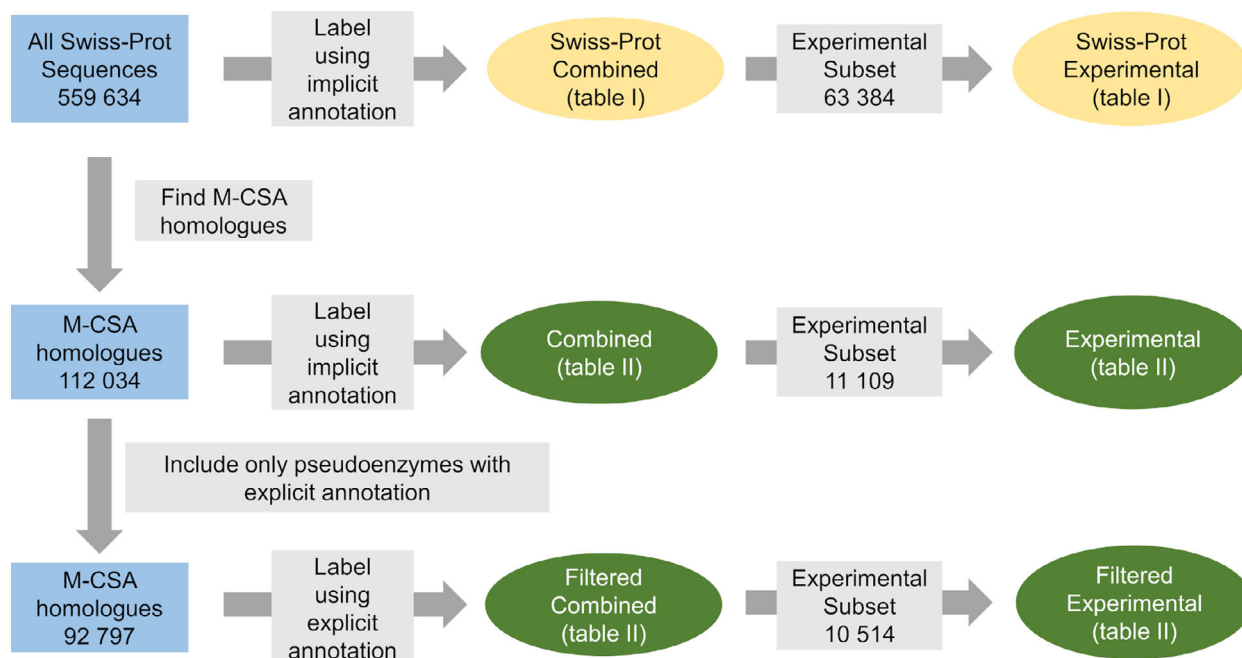 All Swiss-Prot
Sequences
559 634
Label
using
implicit
annotation
Swiss-Prot
Combined
(table I)
Experimental
Subset
63 384
Swiss-Prot
Experimental
(table I)
Find M-CSA
homologues
M-CSA
homologues
112 034
Label
using
implicit
annotation
Combined
(table II)
Experimental
Subset
11 109
Experimental
(table II)
Include only pseudoenzymes with
explicit annotation
M-CSA
homologues
92 797
Label
using
explicit
annotation
Filtered
Combined
(table II)
Experimental
Subset
10 514
Filtered
Experimental
(table II)